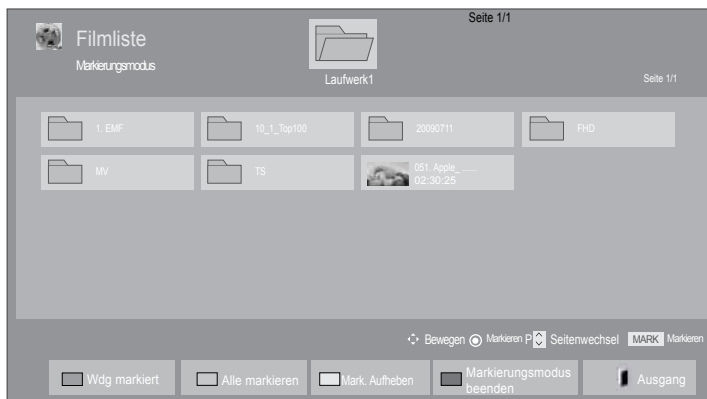 Seite 1/1
Filmliste
Markierungsmodus
Laufwerk1
Seite 1/1
1. EMF
10_1_Top100
20090711
FHD
MV
TS
051. Apple_ ......
02:30:25
Bewegen Markieren P Seitenwechsel MARK Markieren
Wdg markiert
Alle markieren
Mark. Aufheben
Markierungsmodus
beenden
Ausgang